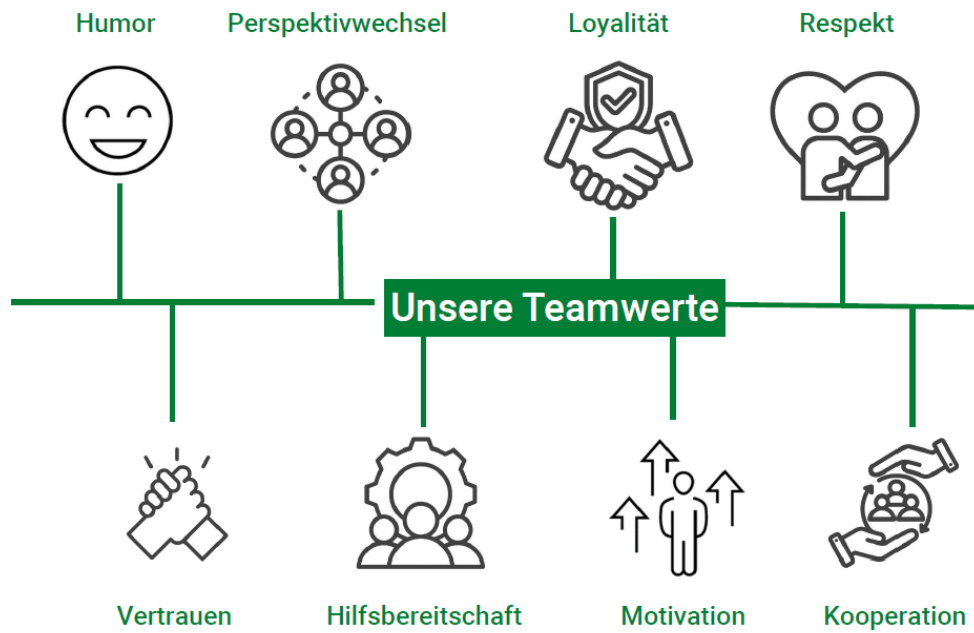 Humor
Perspektivwechsel
Loyalität
Respekt
Unsere Teamwerte
Vertrauen
Hilfsbereitschaft
Motivation
Kooperation